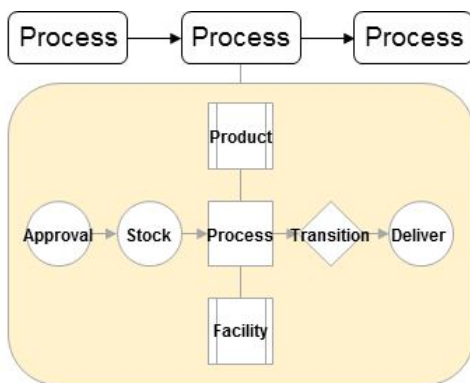 Process Process Process
Product
Approval Stock Process Transition Deliver
Facility